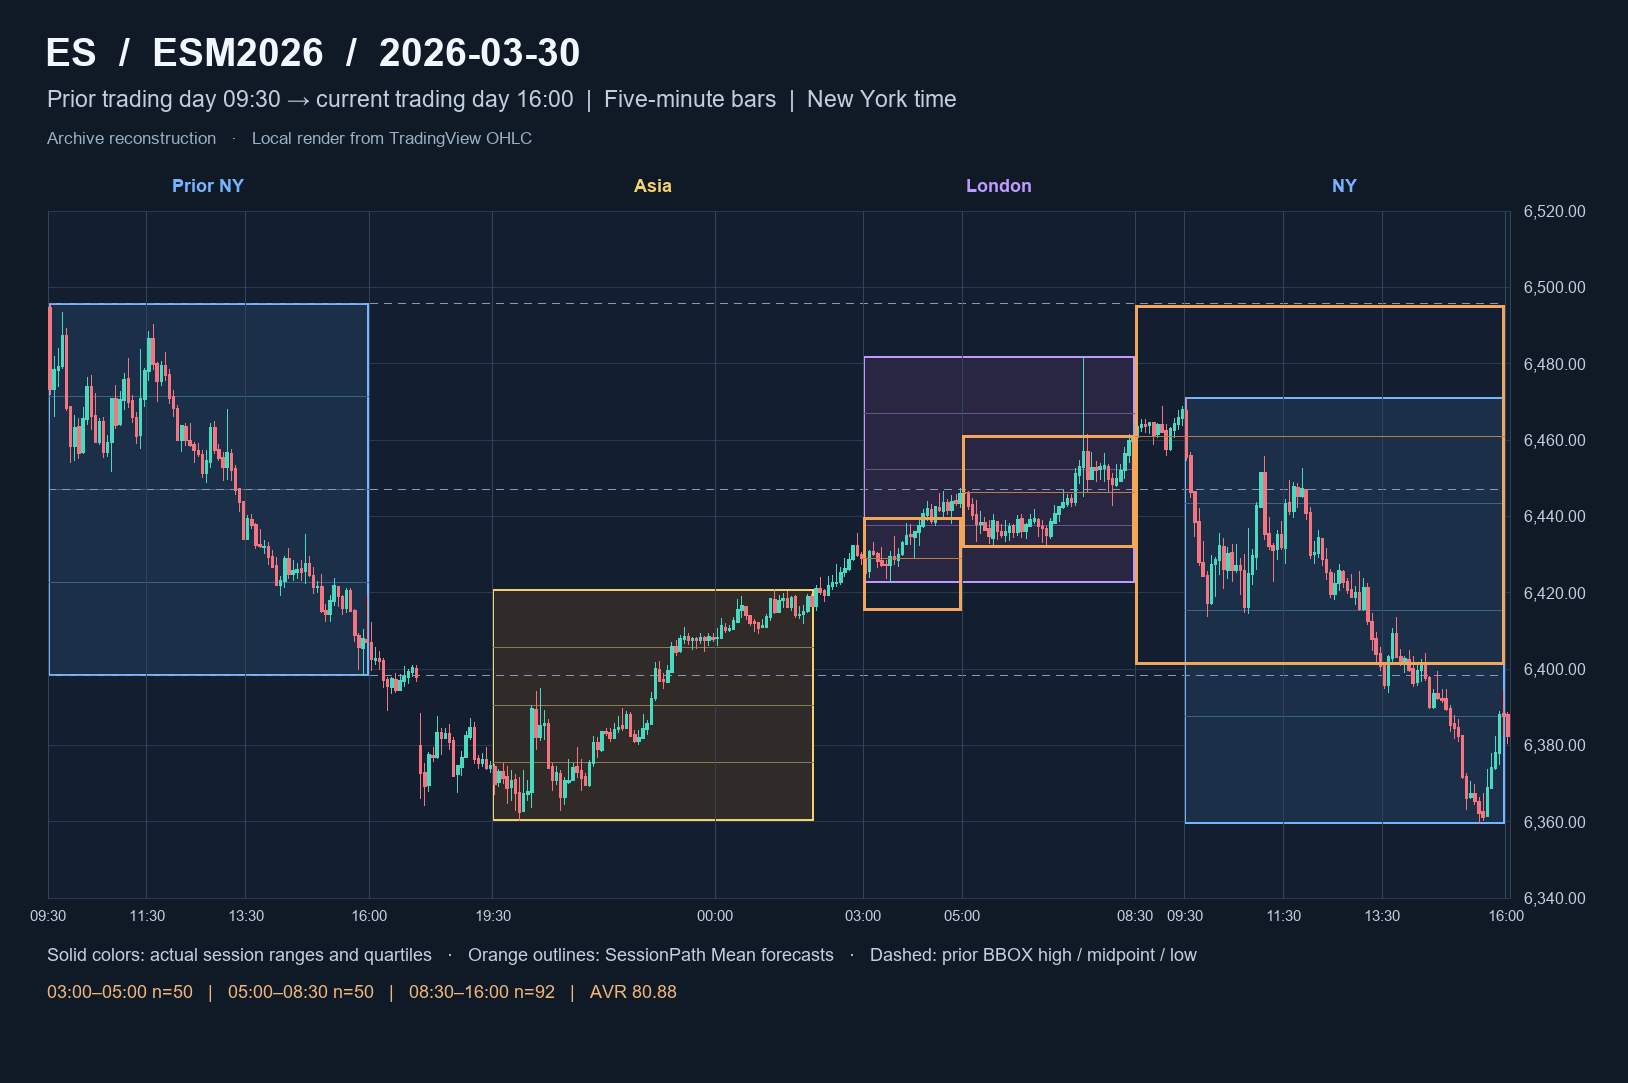 ES / ESM2026 / 2026-03-30
Prior trading day 09:30 → current trading day 16:00 | Five-minute bars | New York time
Archive reconstruction · Local render from TradingView OHLC
Prior NY Asia London NY
6,520.00
6,500.00
6,480.00
6,460.00
6,440.00
6,420.00
6,400.00
6,380.00
6,360.00
6,340.00
09:30 11:30 13:30 16:00 19:30 00:00 03:00 05:00 08:30 09:30 11:30 13:30 16:00
Solid colors: actual session ranges and quartiles · Orange outlines: SessionPath Mean forecasts · Dashed: prior BBOX high / midpoint / low
03:00–05:00 n=50 | 05:00–08:30 n=50 | 08:30–16:00 n=92 | AVR 80.88